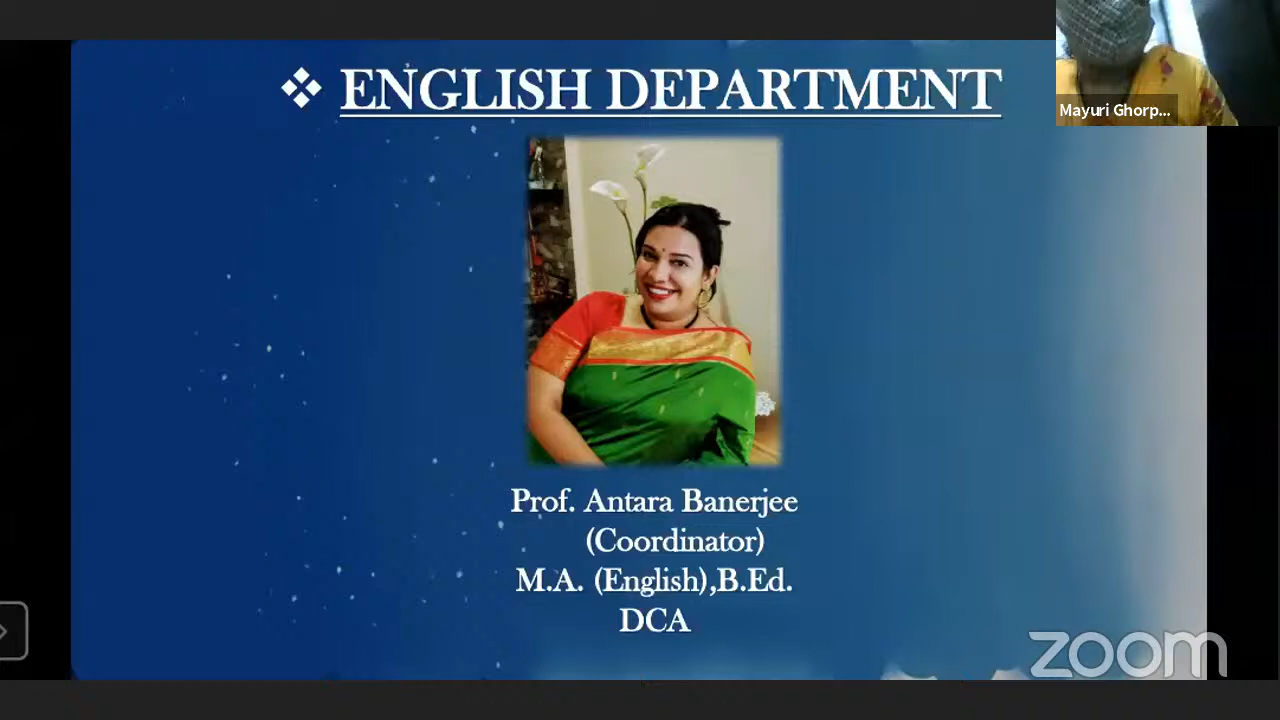 ❖ ENGLISH DEPARTMENT
Mayuri Ghorp...
Prof. Antara Banerjee
(Coordinator)
M.A. (English),B.Ed.
DCA
zoom